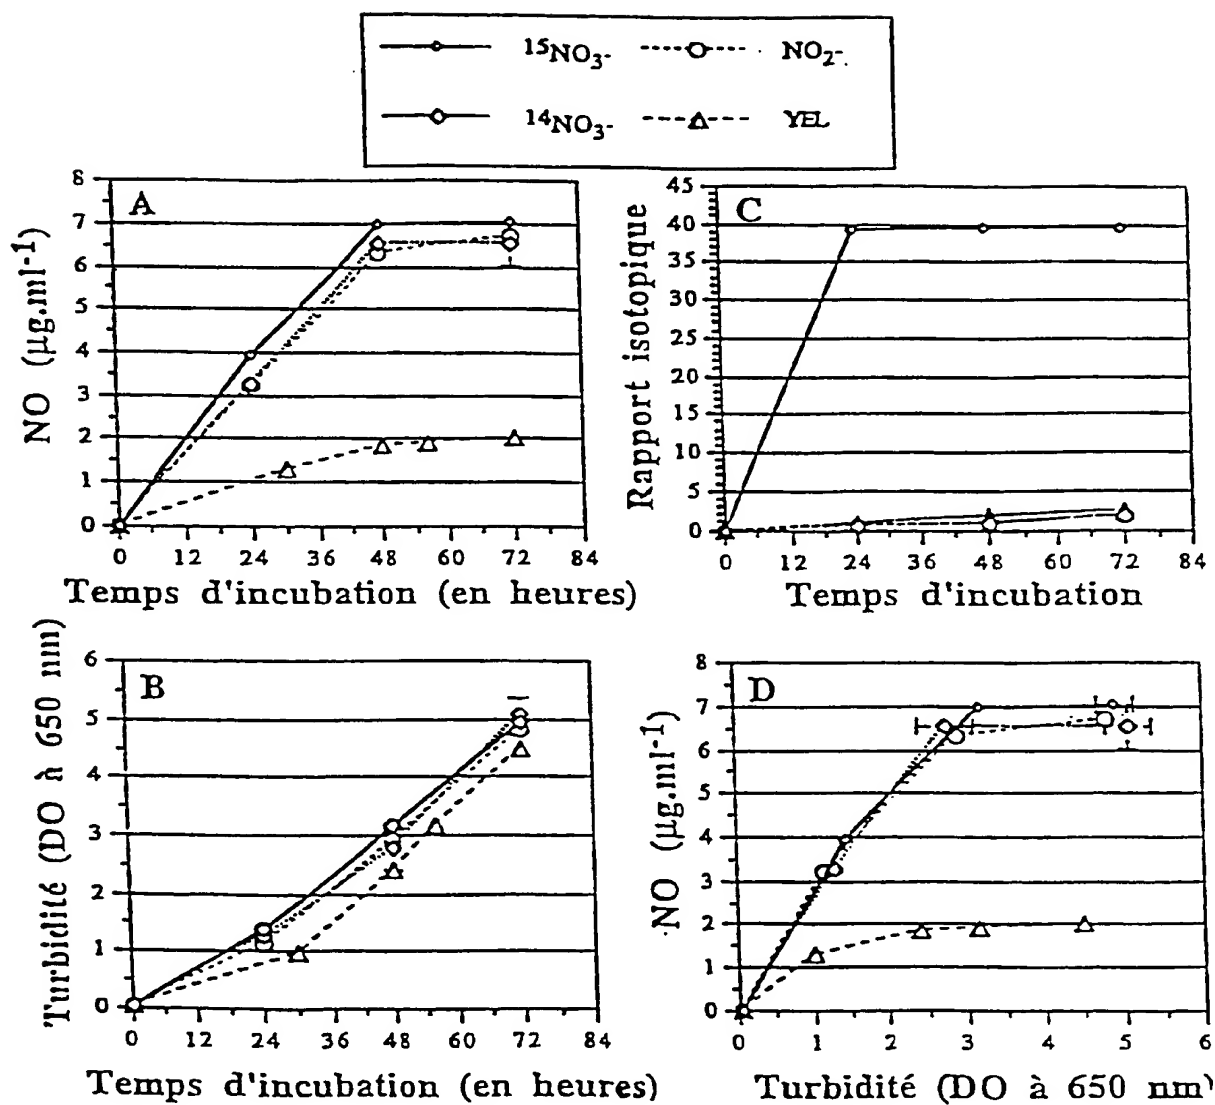 15NO3- NO2-
14NO3- YEL
A
NO (µg.ml-1)
8
7
6
5
4
3
2
1
0
0 12 24 36 48 60 72 84
Temps d'incubation (en heures)
C
Rapport isotopique
45
40
35
30
25
20
15
10
5
0
0 12 24 36 48 60 72 84
Temps d'incubation
B
Turbidité (DO à 650 nm)
6
5
4
3
2
1
0
0 12 24 36 48 60 72 84
Temps d'incubation (en heures)
D
NO (µg.ml-1)
8
7
6
5
4
3
2
1
0
0 1 2 3 4 5 6
Turbidité (DO à 650 nm)